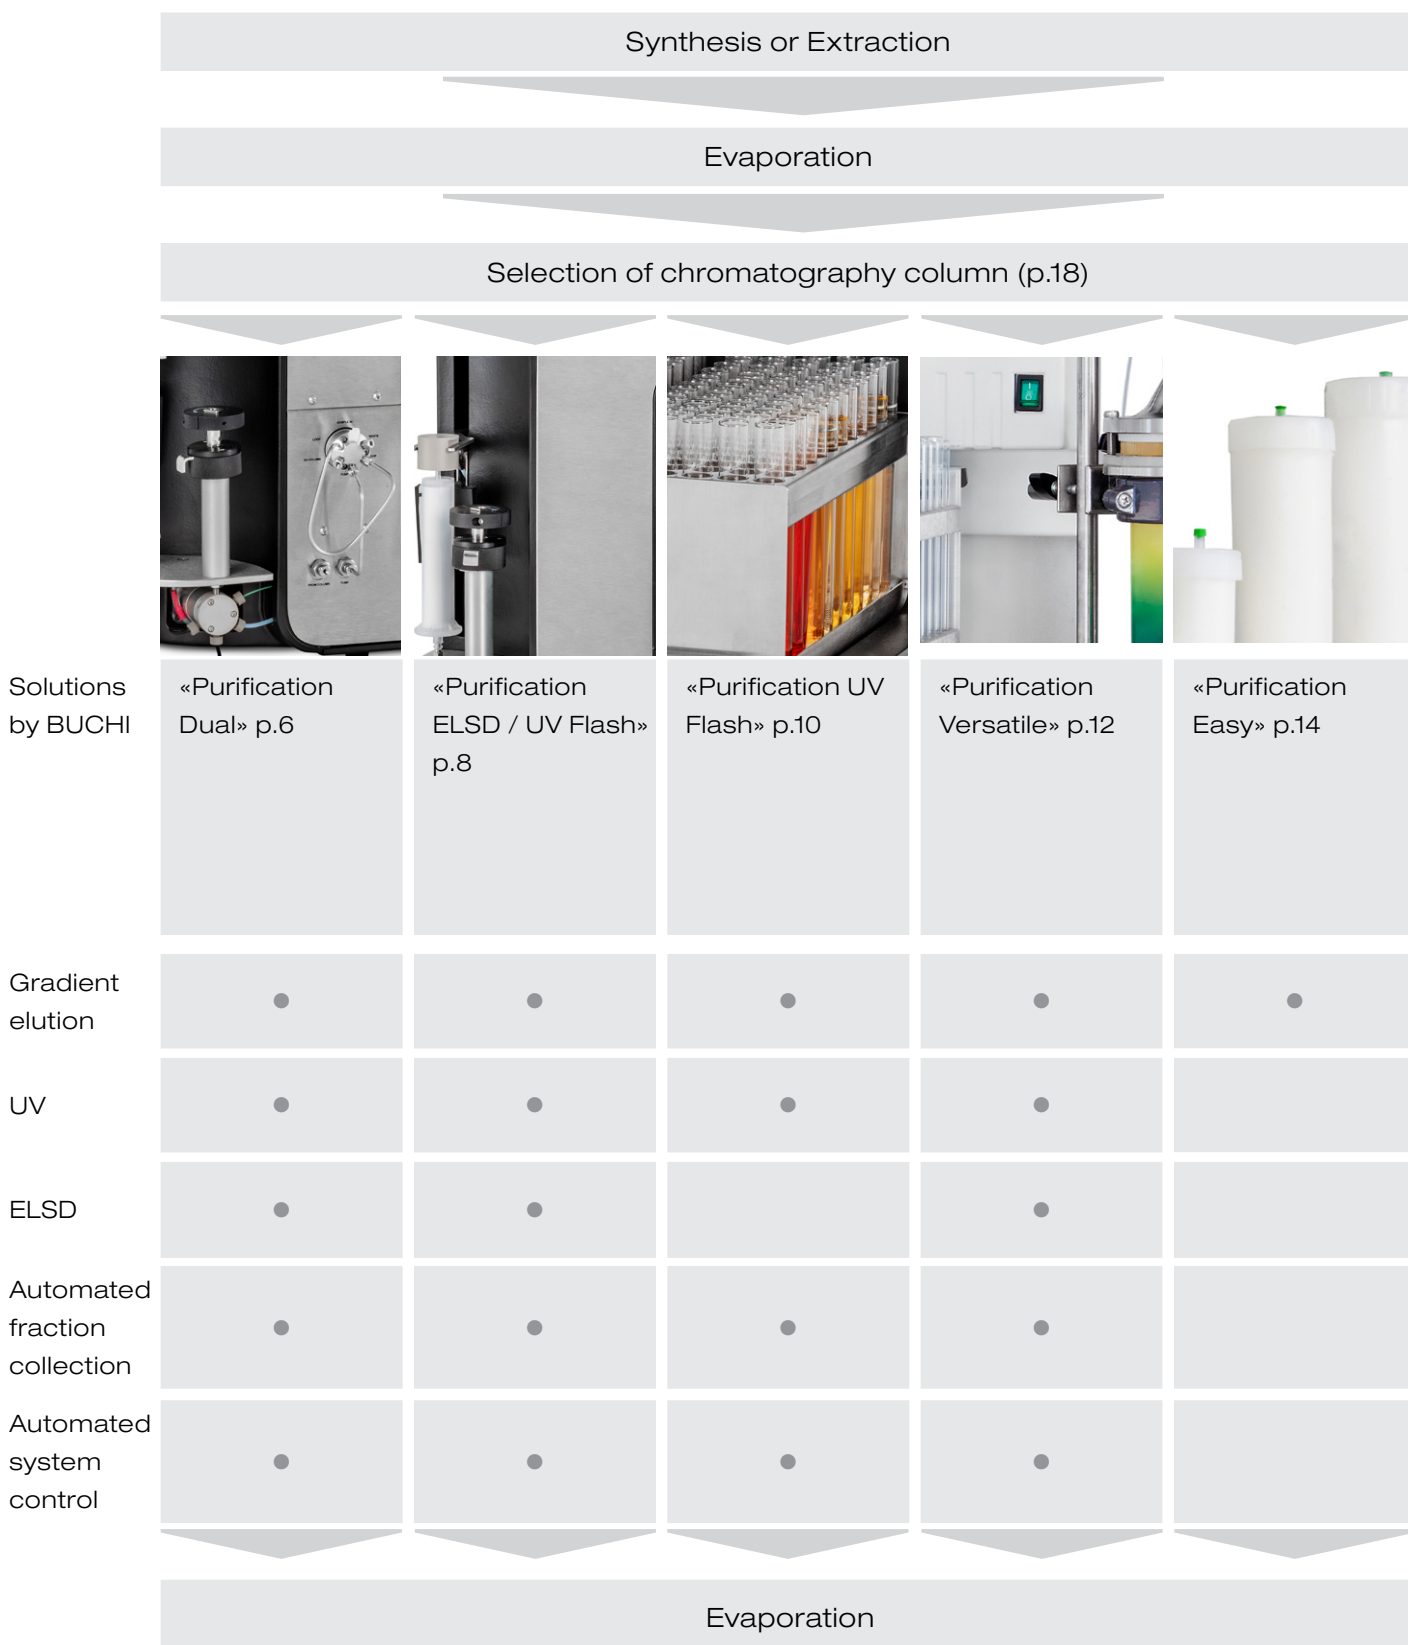 Synthesis or Extraction
Evaporation
Selection of chromatography column (p.18)
Solutions
by BUCHI
«Purification
Dual» p.6
«Purification
ELSD / UV Flash»
p.8
«Purification UV
Flash» p.10
«Purification
Versatile» p.12
«Purification
Easy» p.14
Gradient
elution
UV
ELSD
Automated
fraction
collection
Automated
system
control
Evaporation